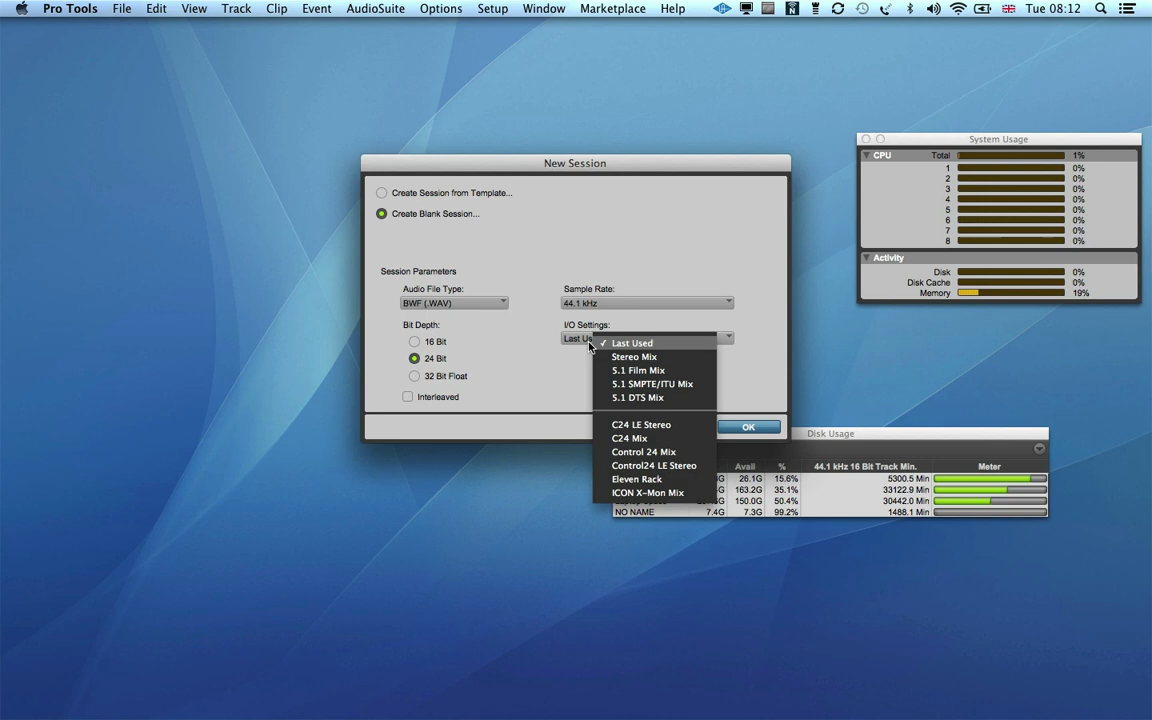 Pro Tools File Edit View Track Clip Event AudioSuite Options Setup Window Marketplace Help Tue 08:12
System Usage
CPU Total 1%
1 0%
2 0%
3 0%
4 0%
5 0%
6 0%
7 0%
8 0%
Activity
Disk 0%
Disk Cache 0%
Memory 19%
New Session
Create Session from Template...
Create Blank Session...
Session Parameters
Audio File Type:
BWF (.WAV)
Sample Rate:
44.1 kHz
Bit Depth:
16 Bit
24 Bit
32 Bit Float
Interleaved
I/O Settings:
Last Us
✓ Last Used
Stereo Mix
5.1 Film Mix
5.1 SMPTE/ITU Mix
5.1 DTS Mix
C24 LE Stereo
C24 Mix
Control 24 Mix
Control24 LE Stereo
Eleven Rack
ICON X-Mon Mix
OK
Disk Usage
Avail % 44.1 kHz 16 Bit Track Min. Meter
G 26.1G 15.6% 5300.5 Min
G 163.2G 35.1% 33122.9 Min
150.0G 50.4% 30442.0 Min
NO NAME 7.4G 7.3G 99.2% 1488.1 Min